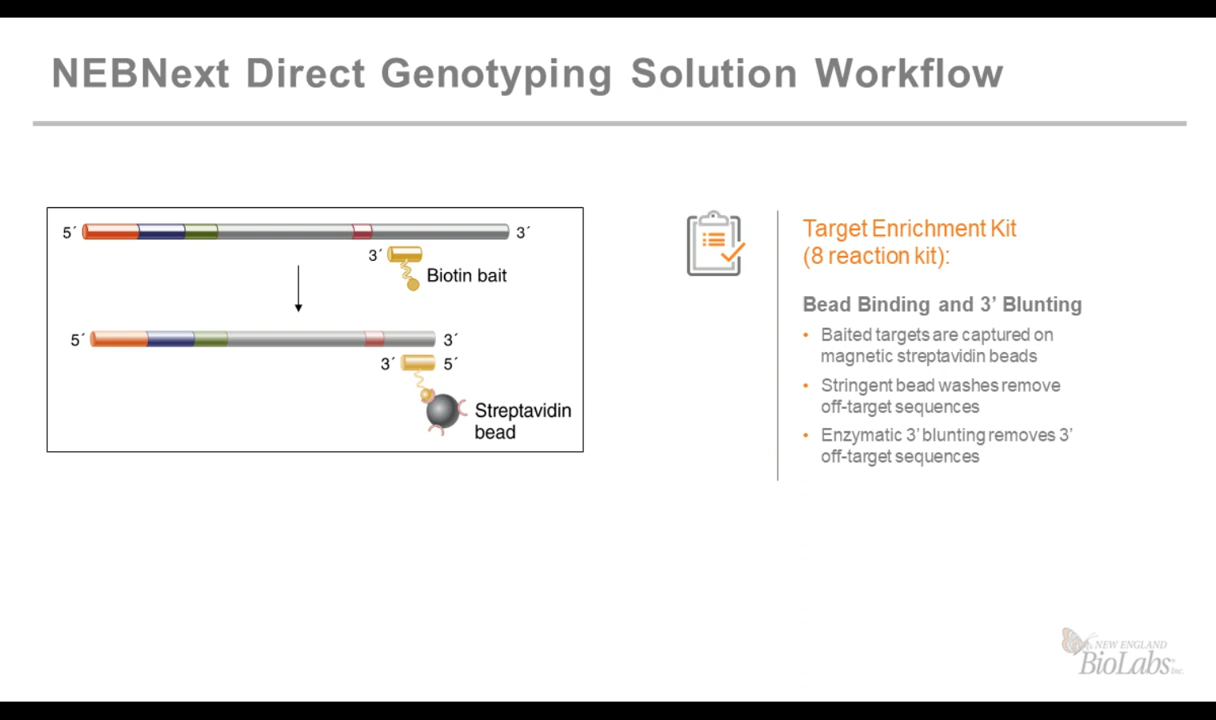 NEBNext Direct Genotyping Solution Workflow
5´
3´
3´
Biotin bait
5´
3´
3´
5´
Streptavidin
bead
Target Enrichment Kit
(8 reaction kit):
Bead Binding and 3’ Blunting
• Baited targets are captured on
magnetic streptavidin beads
• Stringent bead washes remove
off-target sequences
• Enzymatic 3’ blunting removes 3’
off-target sequences
NEW ENGLAND
BioLabs Inc.